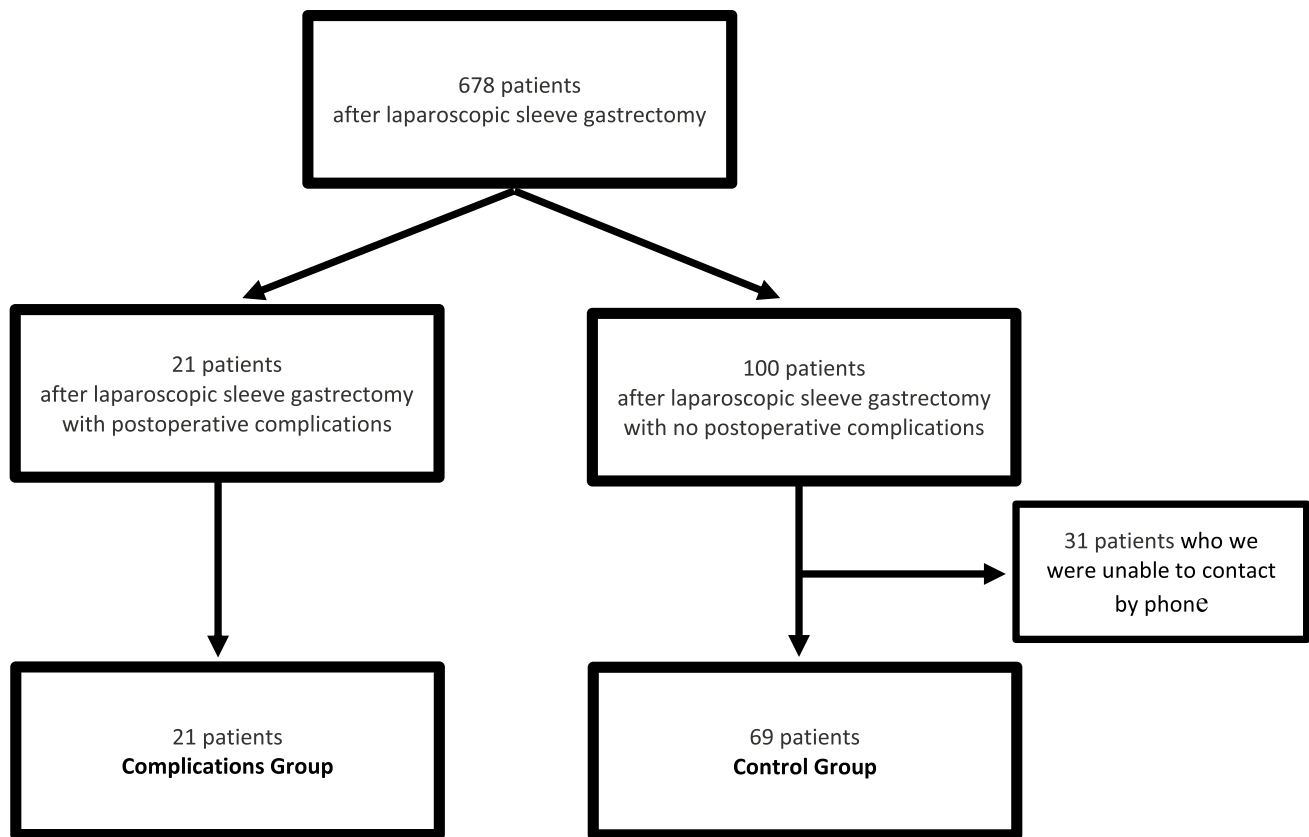 678 patients
after laparoscopic sleeve gastrectomy
21 patients
after laparoscopic sleeve gastrectomy
with postoperative complications
100 patients
after laparoscopic sleeve gastrectomy
with no postoperative complications
31 patients who we
were unable to contact
by phone
21 patients
Complications Group
69 patients
Control Group